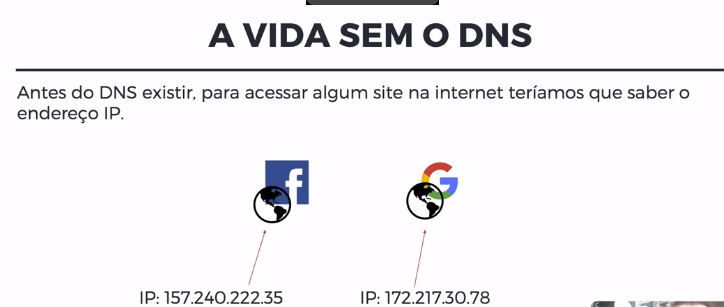 A VIDA SEM O DNS
Antes do DNS existir, para acessar algum site na internet teríamos que saber o
endereço IP.
f
G
IP: 157.240.222.35
IP: 172.217.30.78